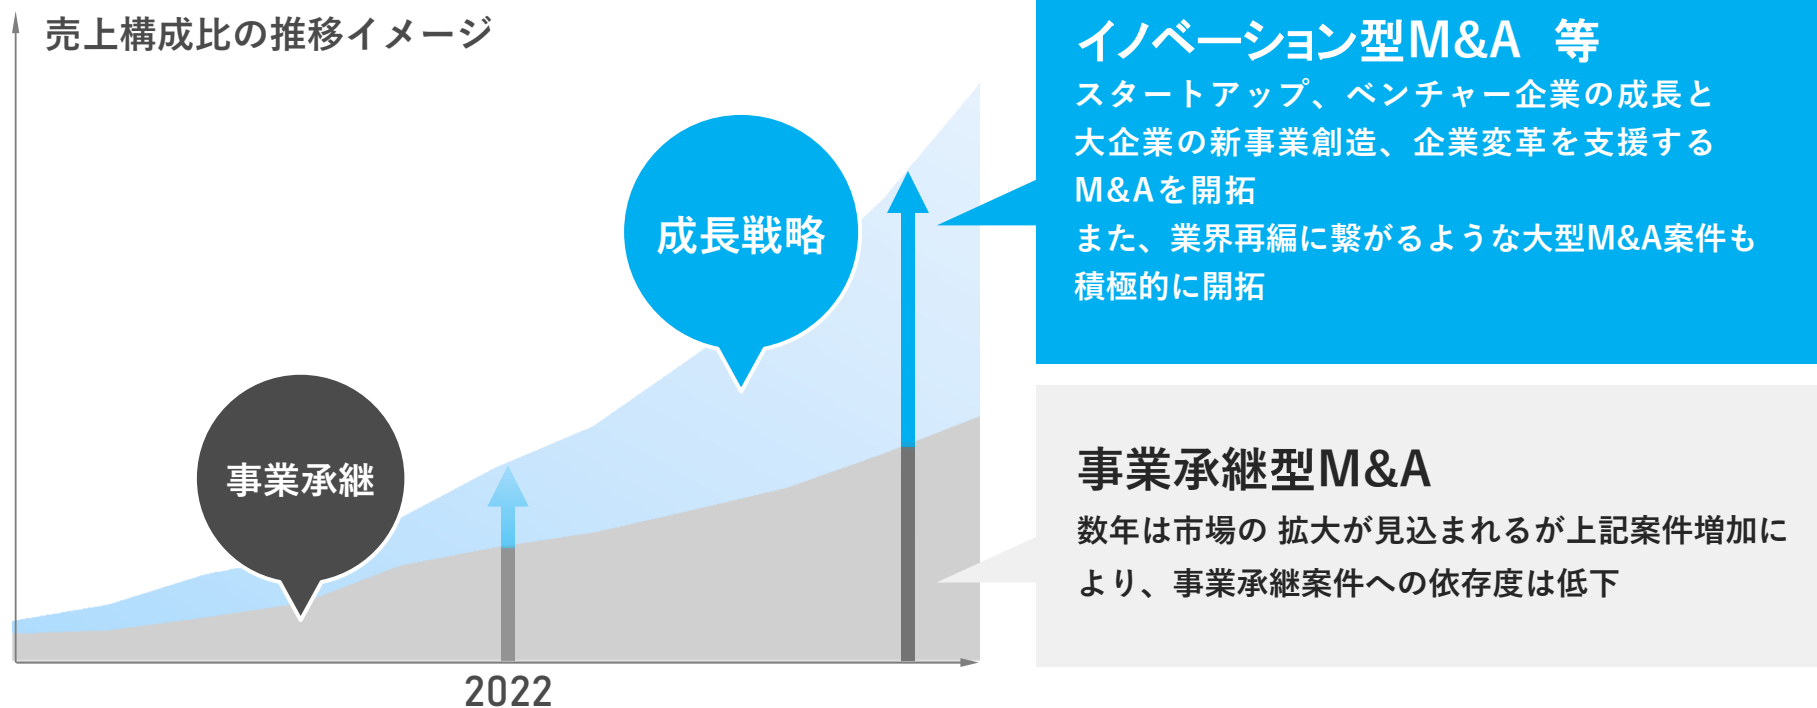 売上構成比の推移イメージ
イノベーション型M&A 等
スタートアップ、ベンチャー企業の成長と
大企業の新事業創造、企業変革を支援する
M&Aを開拓
また、業界再編に繋がるような大型M&A案件も
積極的に開拓
成長戦略
事業承継
事業承継型M&A
数年は市場の 拡大が見込まれるが上記案件増加に
より、事業承継案件への依存度は低下
2022